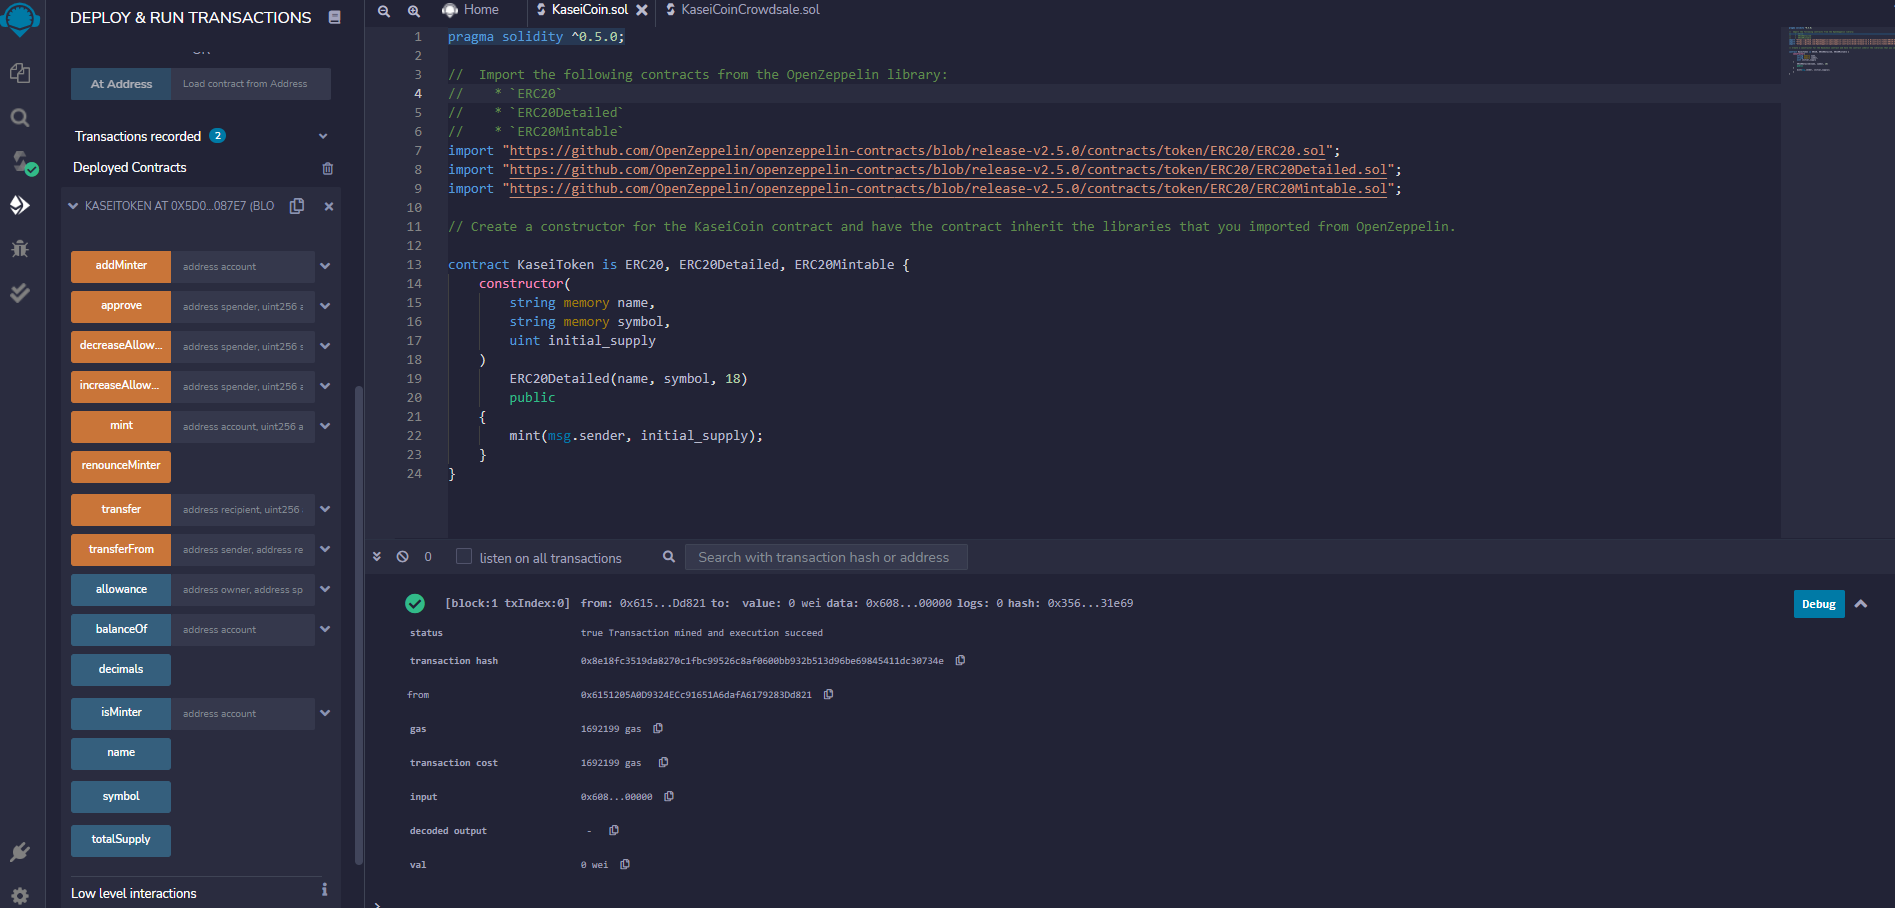 DEPLOY & RUN TRANSACTIONS
At Address
Load contract from Address
Transactions recorded 2
Deployed Contracts
KASEITOKEN AT 0X5D0...087E7 (BLO
addMinter
address account
approve
address spender, uint256 a
decreaseAllow...
address spender, uint256 s
increaseAllow...
address spender, uint256 a
mint
address account, uint256 a
renounceMinter
transfer
address recipient, uint256
transferFrom
address sender, address re
allowance
address owner, address sp
balanceOf
address account
decimals
isMinter
address account
name
symbol
totalSupply
Low level interactions
Home
KaseiCoin.sol
KaseiCoinCrowdsale.sol
1 pragma solidity ^0.5.0;
2
3 //  Import the following contracts from the OpenZeppelin library:
4 //    * `ERC20`
5 //    * `ERC20Detailed`
6 //    * `ERC20Mintable`
7 import "https://github.com/OpenZeppelin/openzeppelin-contracts/blob/release-v2.5.0/contracts/token/ERC20/ERC20.sol";
8 import "https://github.com/OpenZeppelin/openzeppelin-contracts/blob/release-v2.5.0/contracts/token/ERC20/ERC20Detailed.sol";
9 import "https://github.com/OpenZeppelin/openzeppelin-contracts/blob/release-v2.5.0/contracts/token/ERC20/ERC20Mintable.sol";
10
11 // Create a constructor for the KaseiCoin contract and have the contract inherit the libraries that you imported from OpenZeppelin.
12
13 contract KaseiToken is ERC20, ERC20Detailed, ERC20Mintable {
14     constructor(
15         string memory name,
16         string memory symbol,
17         uint initial_supply
18     )
19         ERC20Detailed(name, symbol, 18)
20         public
21     {
22         mint(msg.sender, initial_supply);
23     }
24 }
0
listen on all transactions
Search with transaction hash or address
[block:1 txIndex:0] from: 0x615...Dd821 to: value: 0 wei data: 0x608...00000 logs: 0 hash: 0x356...31e69
Debug
status true Transaction mined and execution succeed
transaction hash 0x8e18fc3519da8270c1fbc99526c8af0600bb932b513d96be69845411dc30734e
from 0x6151205A0D9324ECc91651A6dafA6179283Dd821
gas 1692199 gas
transaction cost 1692199 gas
input 0x608...00000
decoded output -
val 0 wei
>